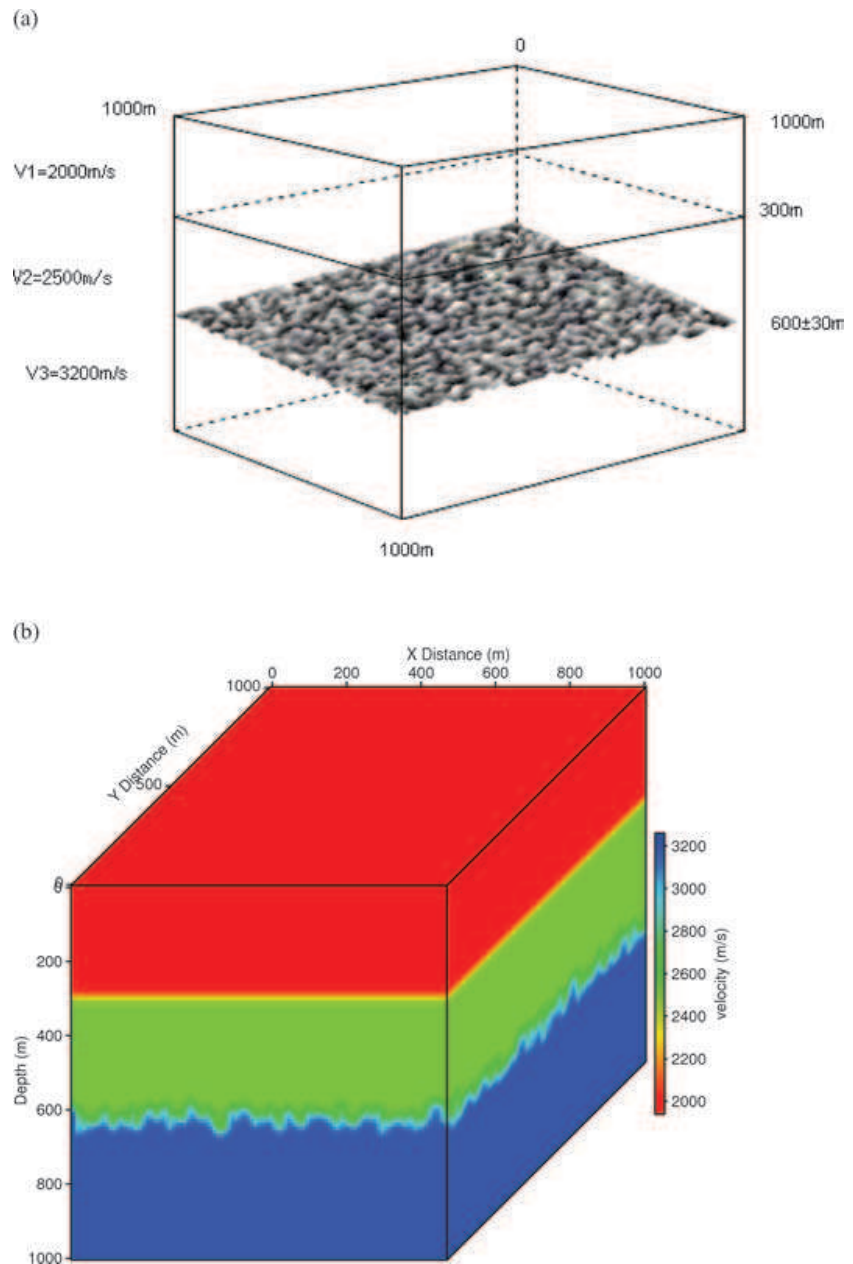 (a)
0
1000m
1000m
V1=2000m/s
300m
V2=2500m/s
600±30m
V3=3200m/s
1000m
(b)
X Distance (m)
0 200 400 600 800 1000
1000
Y Distance (m)
500
0
0
200
400
600
800
1000
Depth (m)
3200
3000
2800
2600
2400
2200
2000
velocity (m/s)